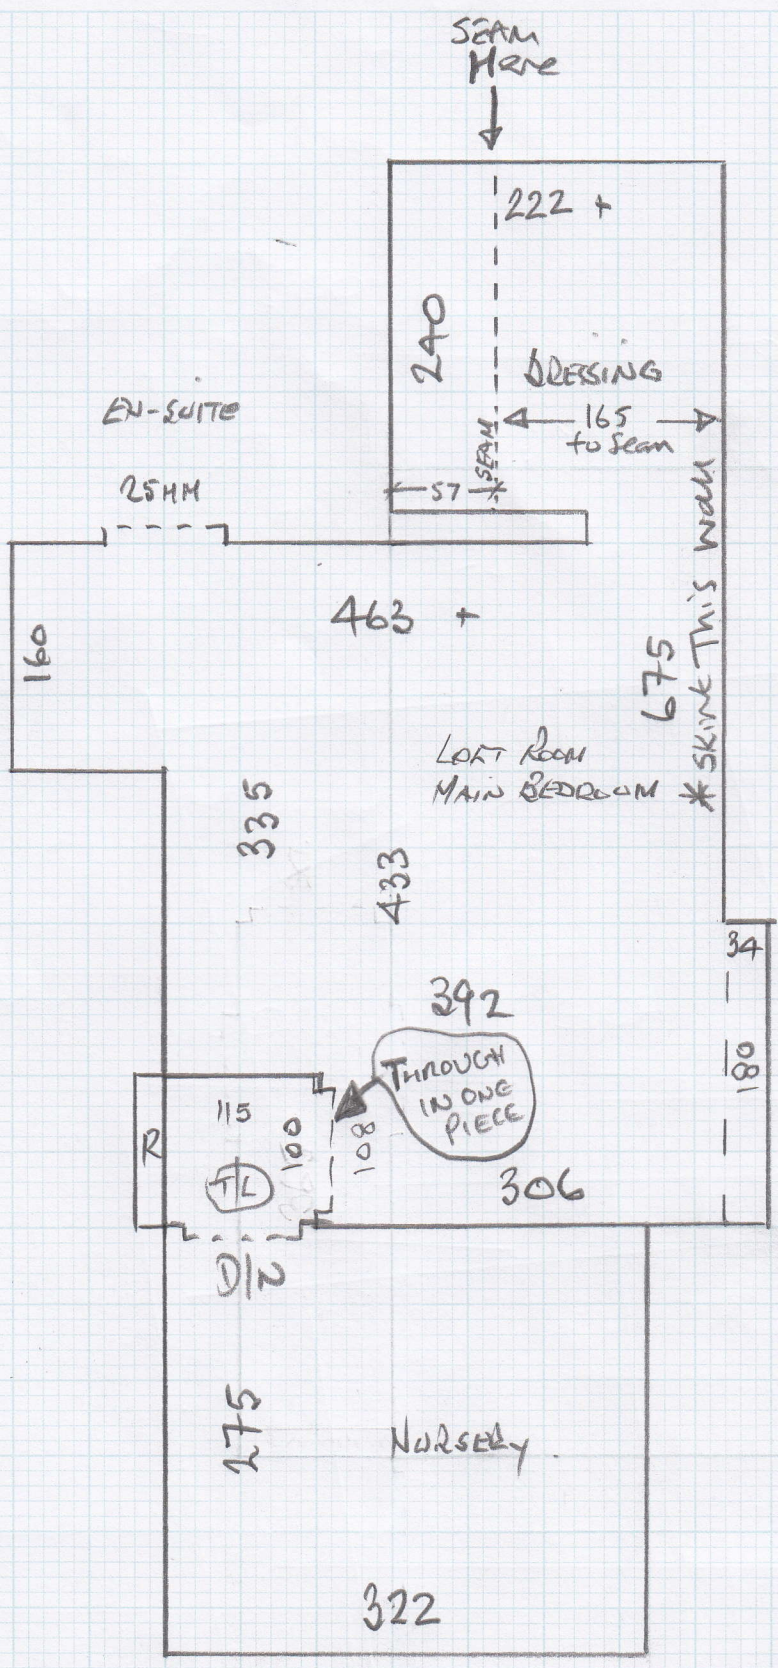 SEAM
Here
222 +
240
DRESSING
165
to Seam
SEAM
57
EN-SUITE
25MM
463 +
160
675
*SKINK This Wall
LOFT ROOM
MAIN BEDROOM
335
433
34
180
392
THROUGH
IN ONE
PIECE
115
100
108
R
T/L
306
D/N
275
NURSERY.
322